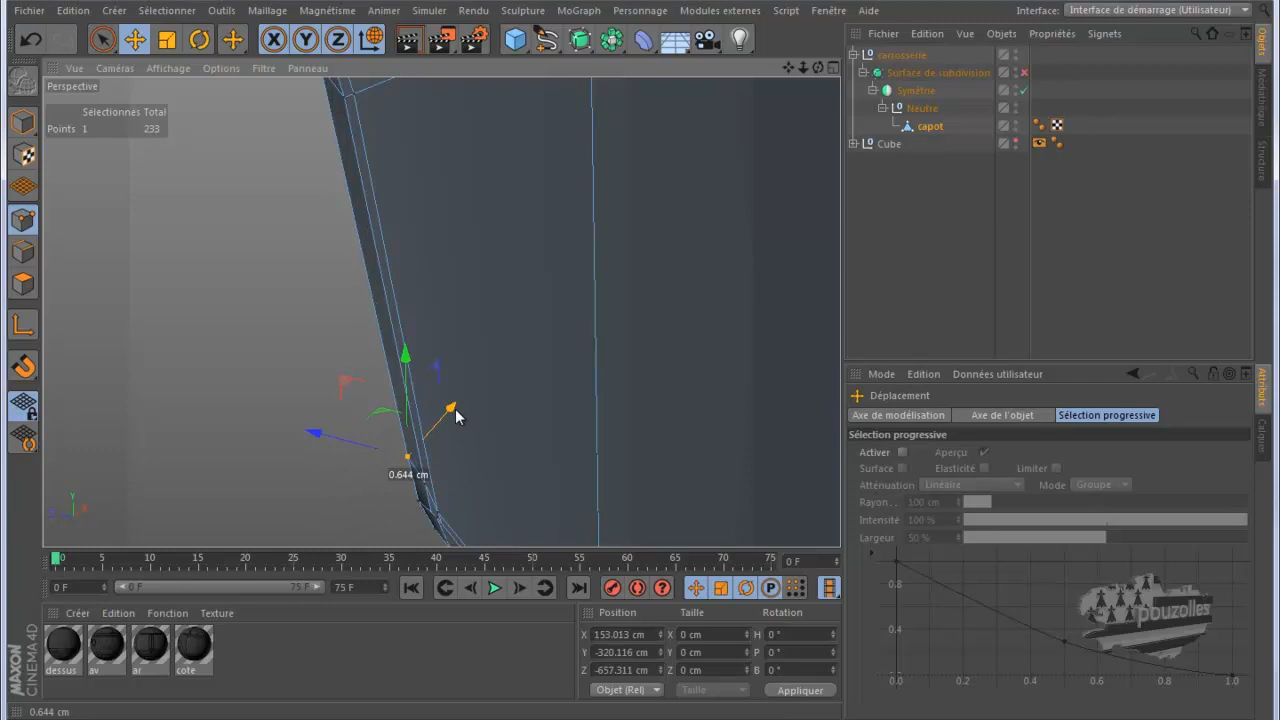 Fichier Edition Créer Sélectionner Outils Maillage Magnétisme Animer Simuler Rendu Sculpture MoGraph Personnage Modules externes Script Fenêtre Aide Interface: Interface de démarrage (Utilisateur)
X Y Z
Vue Caméras Affichage Options Filtre Panneau
Perspective
Sélectionnés Total
Points 1 233
0.644 cm
Y
Z X
Fichier Edition Vue Objets Propriétés Signets
carrosserie
Surface de subdivision
Symétrie
Neutre
capot
Cube
Objets
Médiathèque
Structure
Mode Edition Données utilisateur
Déplacement
Axe de modélisation Axe de l'objet Sélection progressive
Sélection progressive
Activer Aperçu
Surface Elasticité Limiter
Atténuation Linéaire Mode Groupe
Rayon . . 100 cm
Intensité 100 %
Largeur 50 %
0.8
0.4
0.0 0.2 0.4 0.6 0.8 1.0
pouzolles
Attributs
Calques
0 5 10 15 20 25 30 35 40 45 50 55 60 65 70 75 0 F
0 F 0 F 75 F 75 F
P
Créer Edition Fonction Texture
dessus av ar cote
Position Taille Rotation
X 153.013 cm X 0 cm H 0 °
Y -320.116 cm Y 0 cm P 0 °
Z -657.311 cm Z 0 cm B 0 °
Objet (Rel) Taille Appliquer
MAXON
CINEMA 4D
0.644 cm